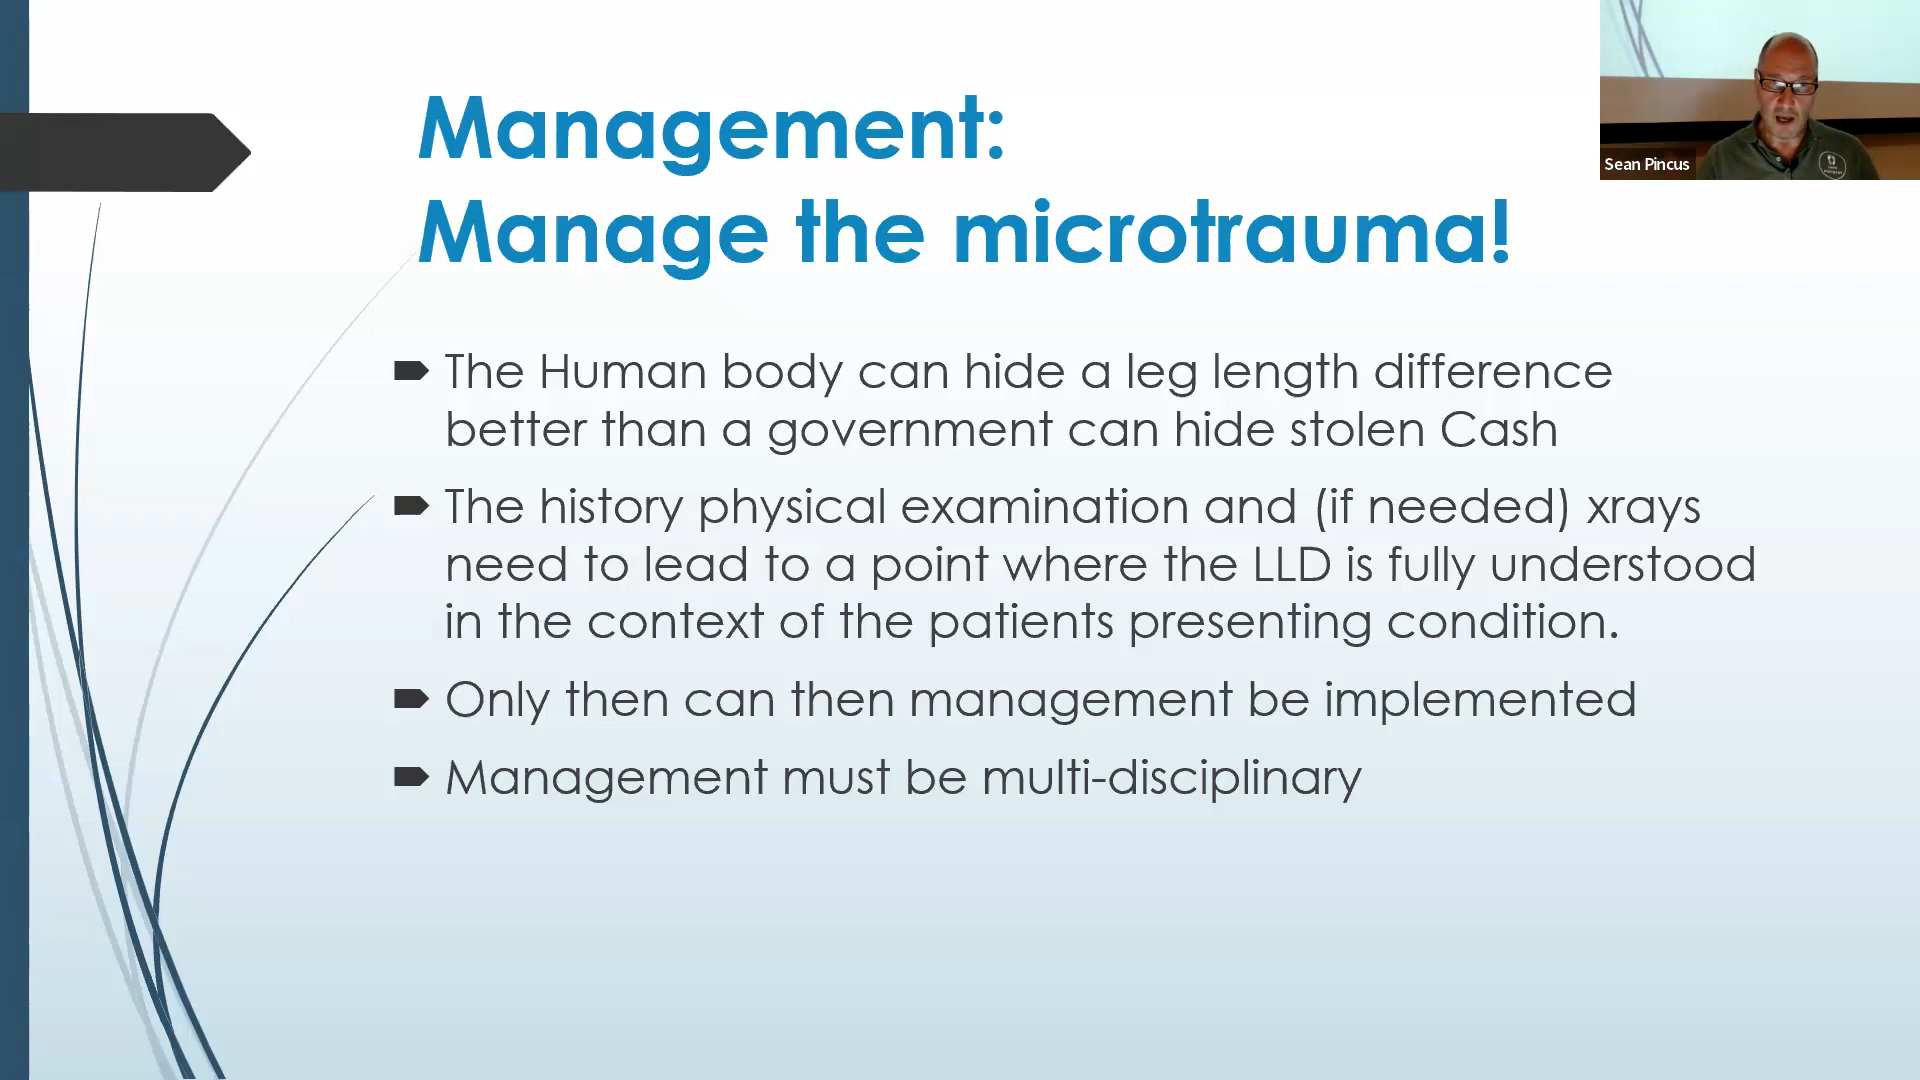 Management:
Manage the microtrauma!
The Human body can hide a leg length difference
better than a government can hide stolen Cash
The history physical examination and (if needed) xrays
need to lead to a point where the LLD is fully understood
in the context of the patients presenting condition.
Only then can then management be implemented
Management must be multi-disciplinary
Sean Pincus